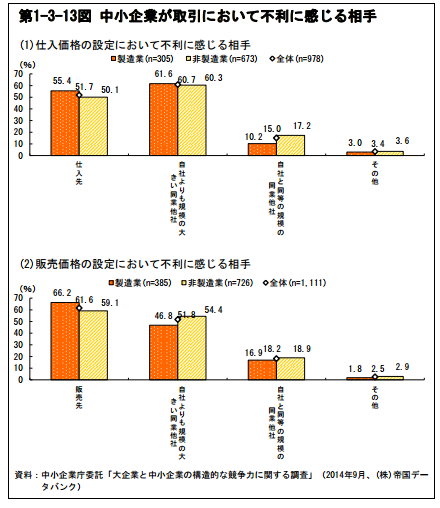 第1-3-13図 中小企業が取引において不利に感じる相手
(1)仕入価格の設定において不利に感じる相手
(%)
製造業(n=305) 非製造業(n=673) 全体(n=978)
70
60
50
40
30
20
10
0
55.4 51.7 50.1
61.6 60.7 60.3
10.2 15.0 17.2
3.0 3.4 3.6
仕入先
自社よりも規模の大
きい同業他社
自社と同等の規模の
同業他社
その他
(2)販売価格の設定において不利に感じる相手
(%)
製造業(n=385) 非製造業(n=726) 全体(n=1,111)
70
60
50
40
30
20
10
0
66.2 61.6 59.1
46.8 51.8 54.4
16.9 18.2 18.9
1.8 2.5 2.9
販売先
自社よりも規模の大
きい同業他社
自社と同等の規模の
同業他社
その他
資料：中小企業庁委託「大企業と中小企業の構造的な競争力に関する調査」（2014年9月、(株)帝国デー
タバンク）